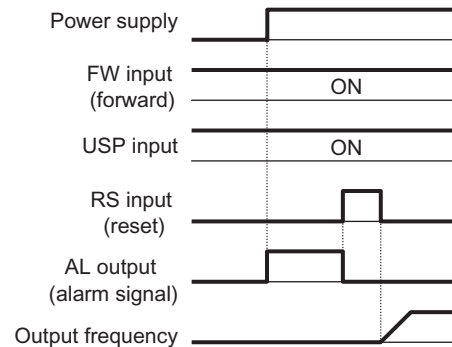 Power supply
FW input
(forward)
ON
USP input
ON
RS input
(reset)
AL output
(alarm signal)
Output frequency